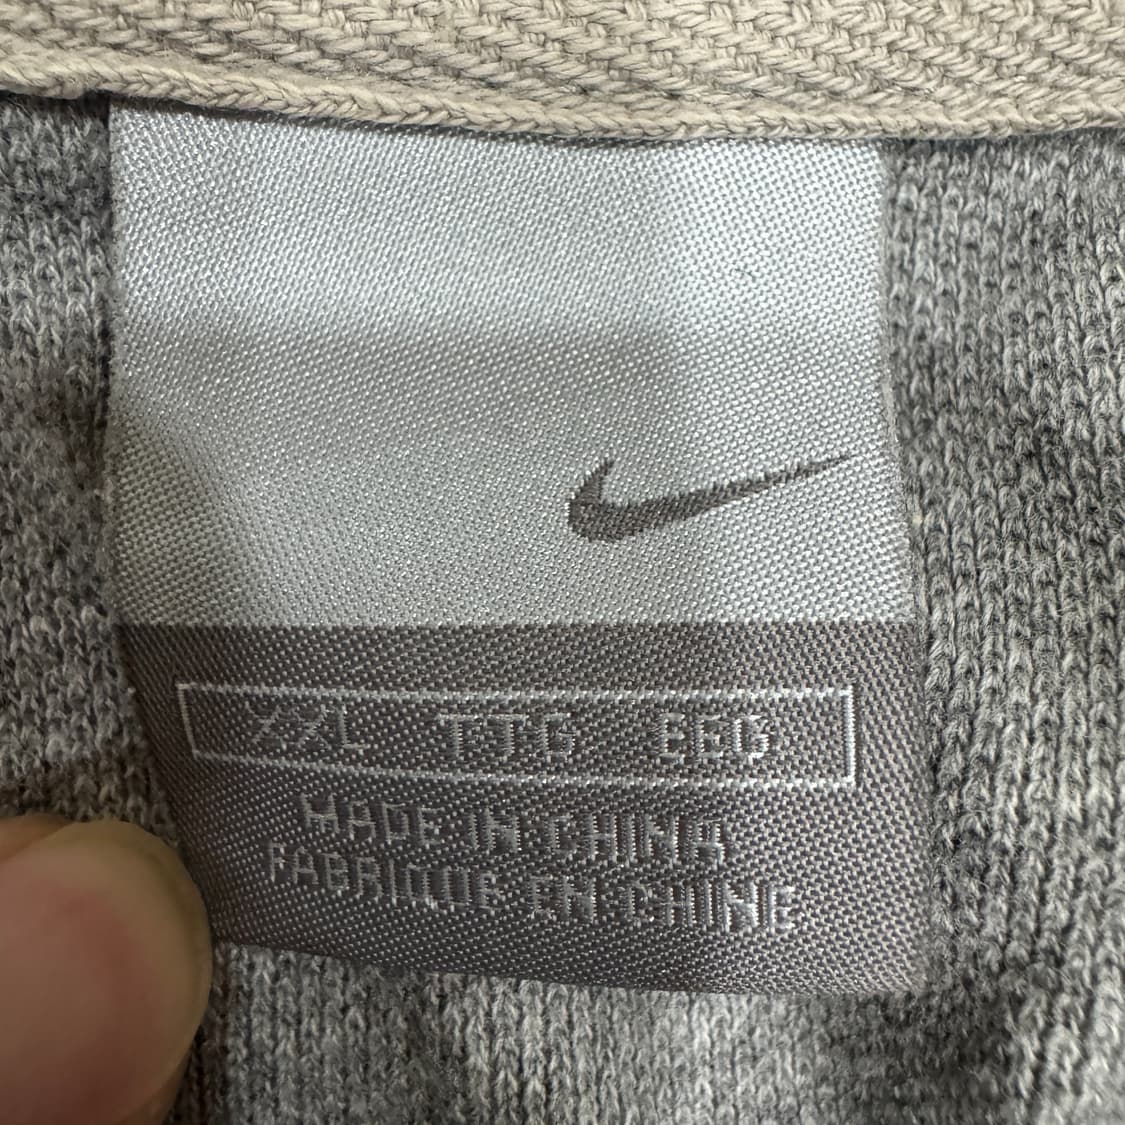 XXL TTG EEG
MADE IN CHINA
FABRIQUE EN CHINE